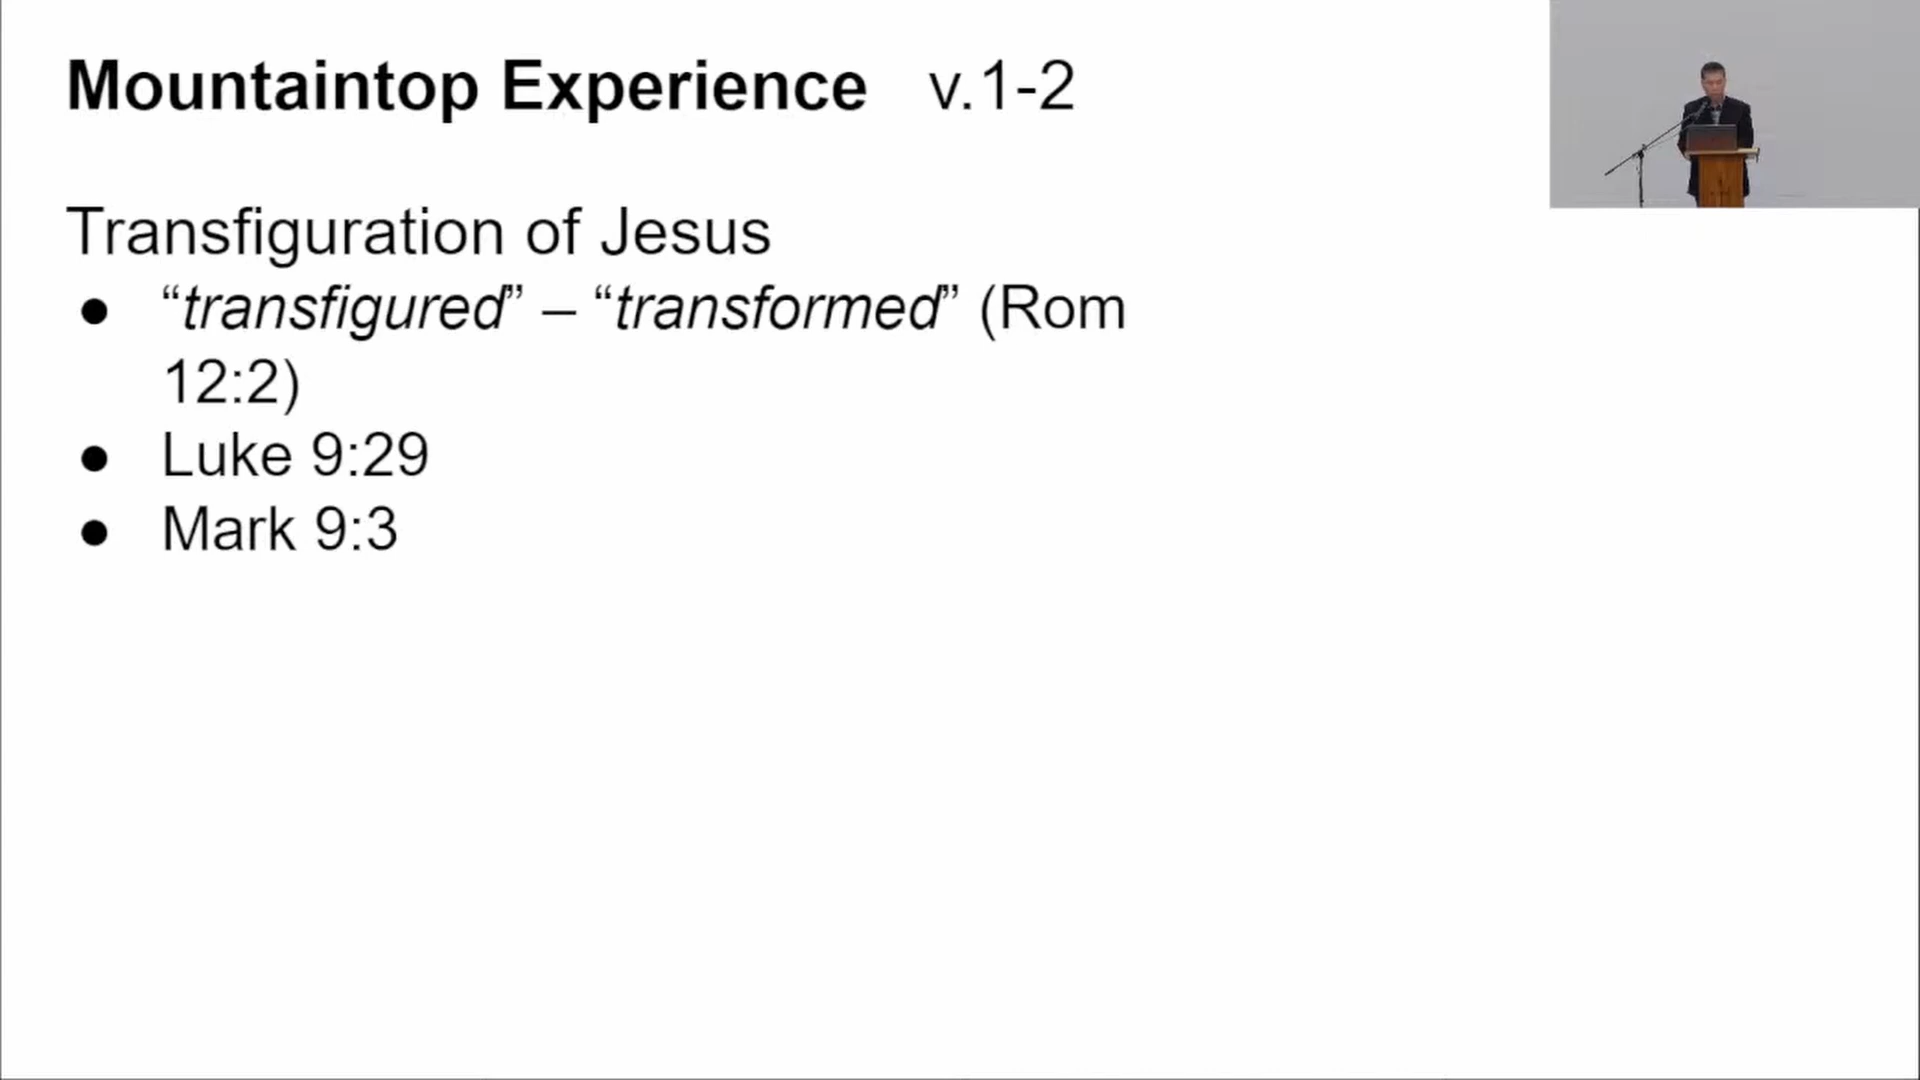 Mountaintop Experience v.1-2
Transfiguration of Jesus
● “transfigured” – “transformed” (Rom
12:2)
● Luke 9:29
● Mark 9:3